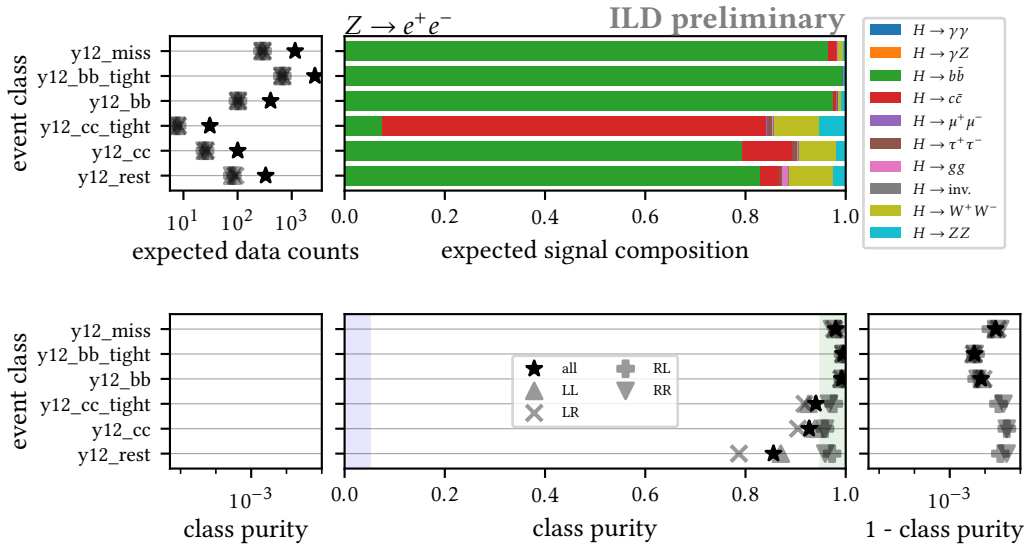 Z → e⁺e⁻
ILD preliminary
event class
y12_miss
y12_bb_tight
y12_bb
y12_cc_tight
y12_cc
y12_rest
10¹ 10² 10³
expected data counts
0.0 0.2 0.4 0.6 0.8 1.0
expected signal composition
H → γγ
H → γZ
H → bb̄
H → cc̄
H → μ⁺μ⁻
H → τ⁺τ⁻
H → gg
H → inv.
H → W⁺W⁻
H → ZZ
event class
y12_miss
y12_bb_tight
y12_bb
y12_cc_tight
y12_cc
y12_rest
10⁻³
class purity
all
LL
LR
RL
RR
0.0 0.2 0.4 0.6 0.8 1.0
class purity
10⁻³
1 - class purity